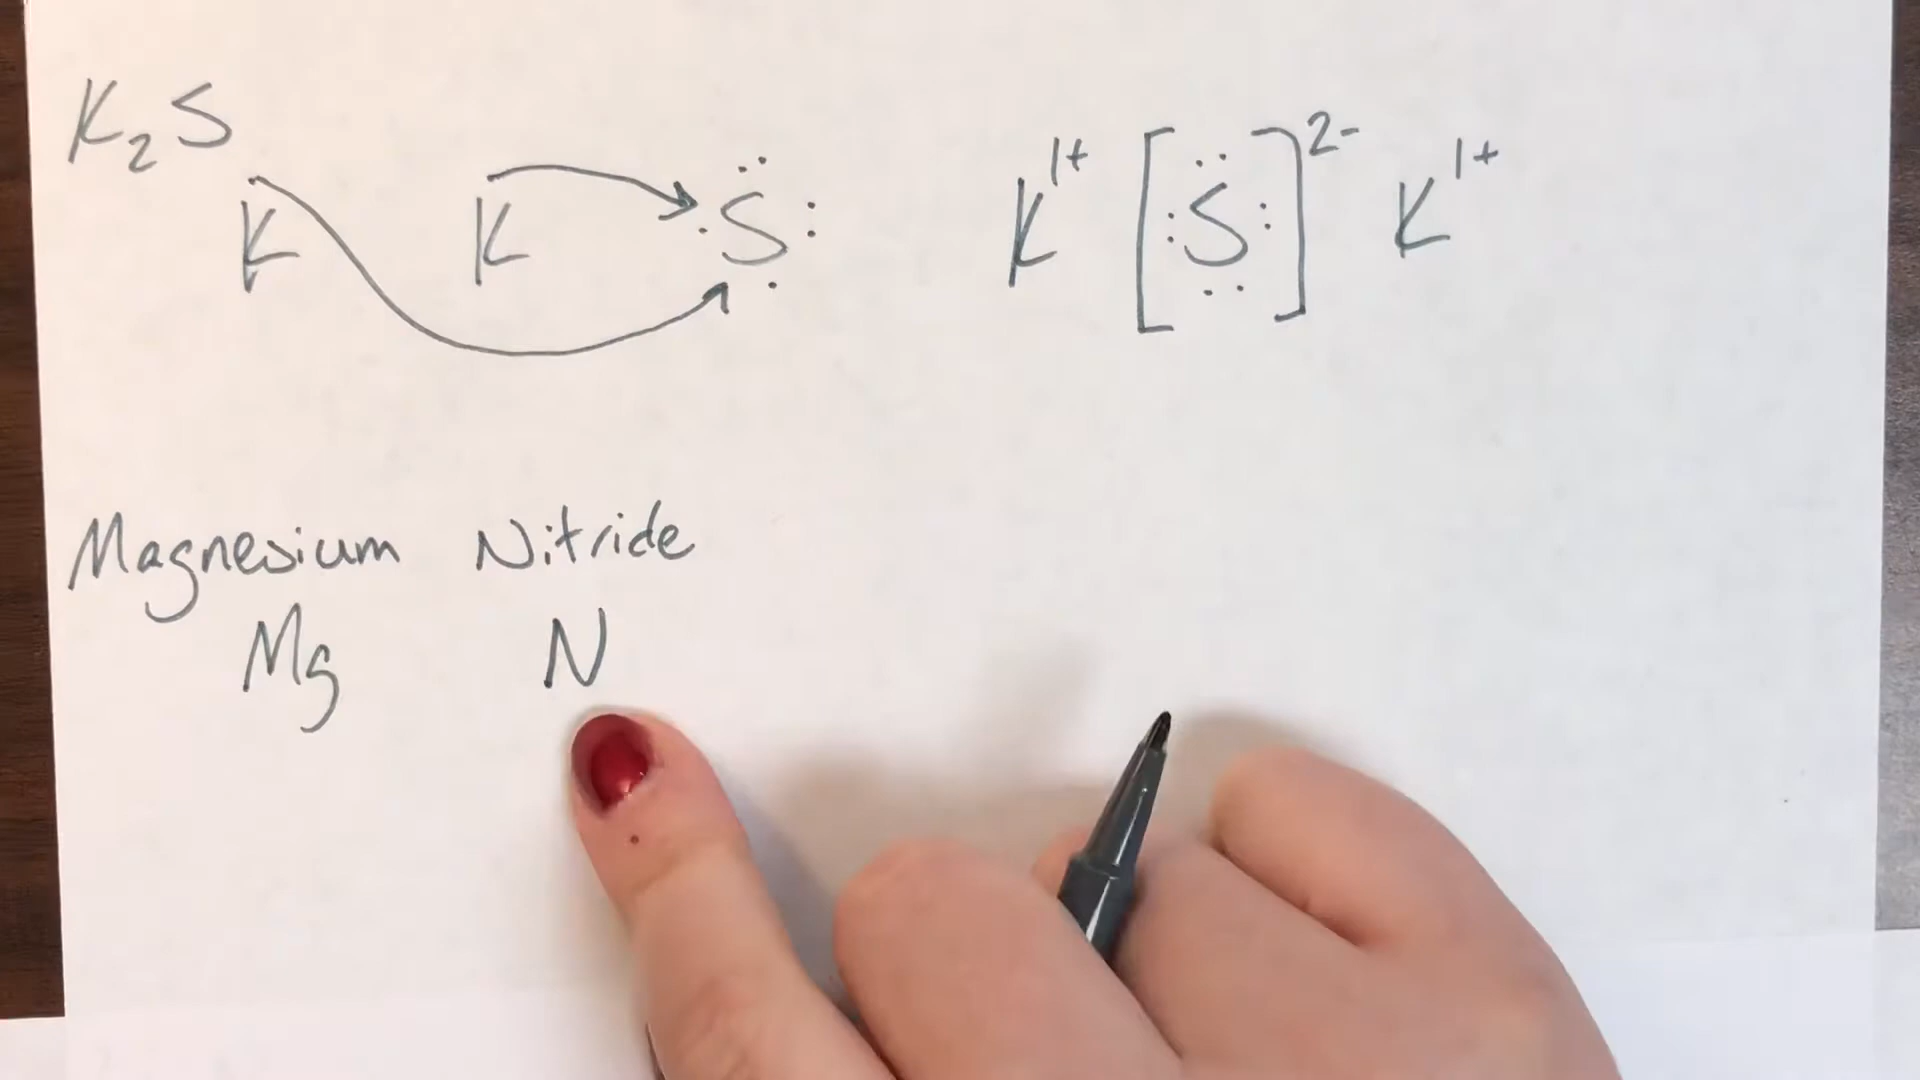 K₂S
K K S K¹⁺ [S]²⁻ K¹⁺
Magnesium Nitride
Mg N